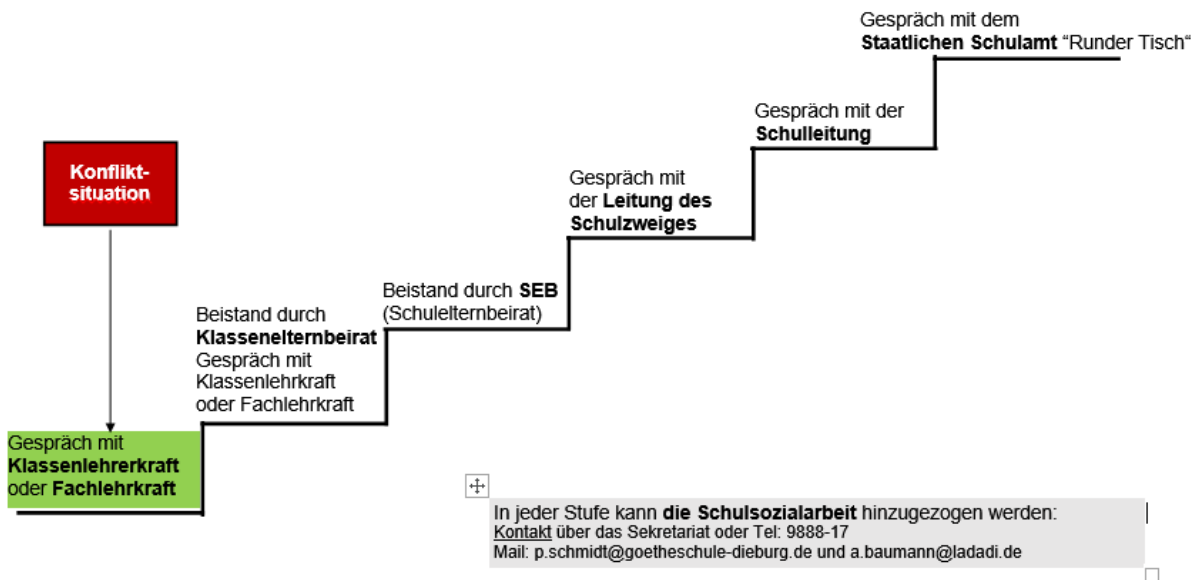 Gespräch mit dem
Staatlichen Schulamt “Runder Tisch“
Gespräch mit der
Schulleitung
Konflikt-
situation
Gespräch mit
der Leitung des
Schulzweiges
Beistand durch SEB
(Schulelternbeirat)
Beistand durch
Klassenelternbeirat
Gespräch mit
Klassenlehrkraft
oder Fachlehrkraft
Gespräch mit
Klassenlehrerkraft
oder Fachlehrkraft
In jeder Stufe kann die Schulsozialarbeit hinzugezogen werden:
Kontakt über das Sekretariat oder Tel: 9888-17
Mail: p.schmidt@goetheschule-dieburg.de und a.baumann@ladadi.de